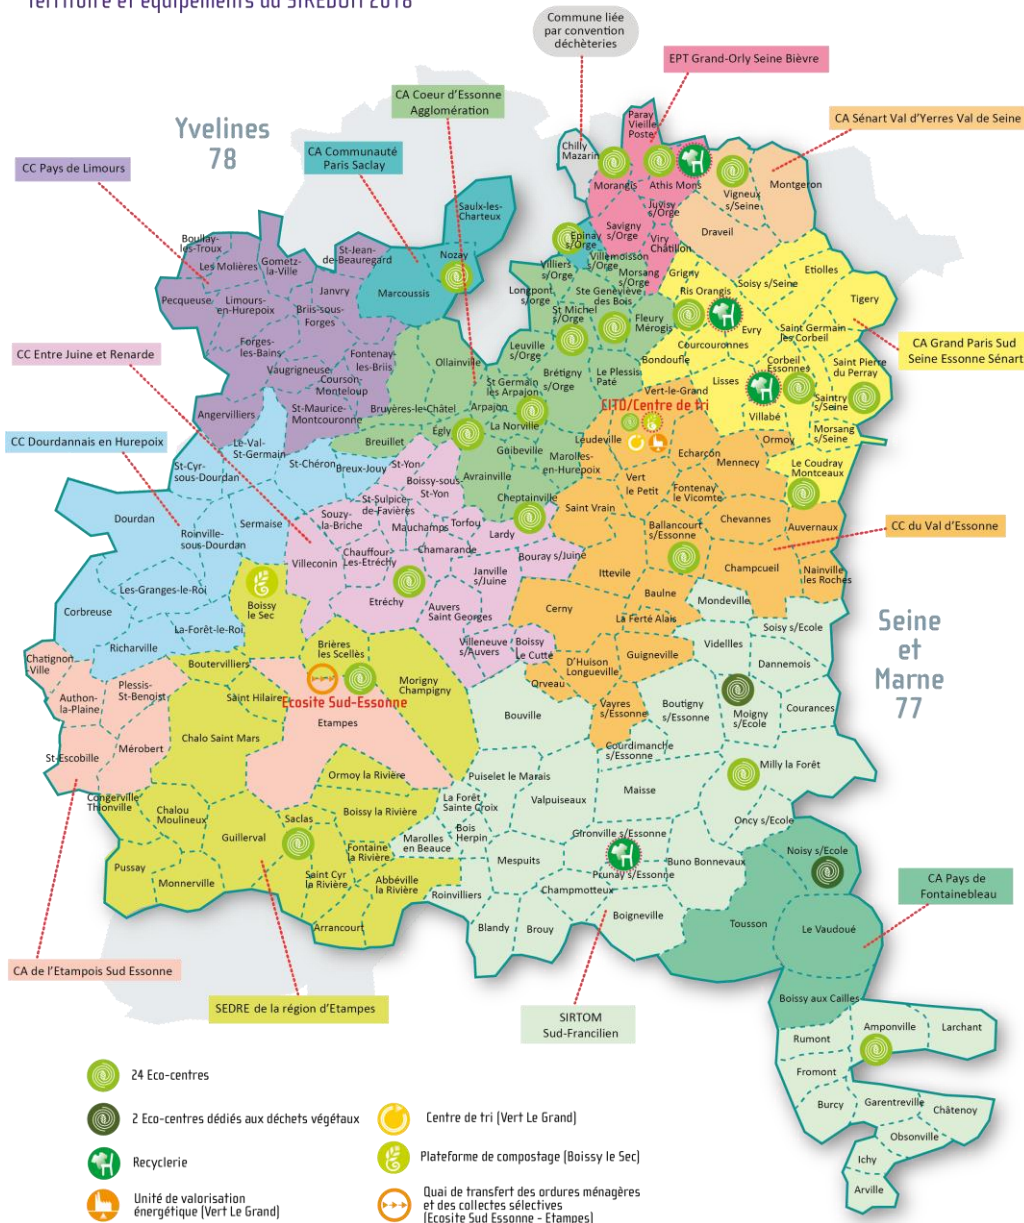 Territoire et équipements du SIREDOM 2018
Commune liée
par convention
déchèteries
EPT Grand-Orly Seine Bièvre
CA Coeur d'Essonne
Agglomération
CA Sénart Val d'Yerres Val de Seine
Yvelines
78
CA Communauté
Paris Saclay
CC Pays de Limours
Paray
Vieille
Poste
Chilly
Mazarin
Morangis
Athis Mons
Vigneux
s/Seine
Montgeron
Juvisy
s/Orge
Savigny
s/Orge
Draveil
Viry
Châtillon
Saulx-les-
Charteux
Epinay
s/Orge
Nozay
Marcoussis
Villemoisson
s/Orge
Villiers
s/Orge
Morsang
s/Orge
Grigny
Ris Orangis
Soisy s/Seine
Etiolles
Tigery
Longpont
s/orge
Ste Geneviève
des Bois
St Michel
s/Orge
Fleury
Mérogis
Evry
Courcouronnes
Saint Germain
les Corbeil
CA Grand Paris Sud
Seine Essonne Sénart
Boullay-
les-Troux
Les Molières
Gometz-
la-Ville
St-Jean-
de-Beauregard
Pecqueuse
Limours-
en-Hurepoix
Janvry
Briis-sous-
Forges
Forges-
les-Bains
Vaugrigneuse
Fontenay-
les-Briis
Courson-
Monteloup
Angervilliers
St-Maurice-
Montcouronne
CC Entre Juine et Renarde
Ollainville
Leuville
s/Orge
Brétigny
s/Orge
Le Plessis
Paté
Bondoufle
Lisses
Corbeil
Essonnes
Saint Pierre
du Perray
Saintry
s/Seine
Villabé
Morsang
s/Seine
St Germain
les Arpajon
Bruyères-le-Châtel
Arpajon
La Norville
Breuillet
Égly
Guibeville
Marolles-
en-Hurepoix
Leudeville
Vert-le-Grand
CITD/Centre de tri
Echarcon
Ormoy
Mennecy
Le Coudray
Montceaux
Avrainville
Cheptainville
CC Dourdannais en Hurepoix
Le-Val-
St-Germain
St-Cyr-
sous-Dourdan
St-Chéron
Breux-Jouy
St-Yon
Boissy-sous-
St-Yon
Dourdan
Sermaise
Roinville-
sous-Dourdan
Les-Granges-le-Roi
Corbreuse
La-Forêt-le-Roi
Richarville
St-Sulpice-
de-Favières
Souzy-
la-Briche
Mauchamps
Torfou
Lardy
Chauffour-
Les-Etréchy
Chamarande
Bouray s/Juine
Villeconin
Janville
s/Juine
Etréchy
Auvers
Saint Georges
Villeneuve
s/Auvers
Boissy
Le Cutté
Vert
le Petit
Fontenay
le Vicomte
Saint Vrain
Ballancourt
s/Essonne
Chevannes
Auvernaux
CC du Val d'Essonne
Champcueil
Nainville
les Roches
Itteville
Baulne
Cerny
La Ferté Alais
Mondeville
Soisy s/Ecole
Videlles
Dannemois
Guigneville
D'Huison
Longueville
Orveau
Vayres
s/Essonne
Boutigny
s/Essonne
Moigny
s/Ecole
Courances
Seine
et
Marne
77
Boissy
le Sec
Brières
les Scellès
Boutervilliers
Morigny
Champigny
Ecosite Sud-Essonne
Chatignon
-Ville
Authon-
la-Plaine
Plessis-
St-Benoist
Saint Hilaire
Etampes
Chalo Saint Mars
St-Escobille
Mérobert
Ormoy la Rivière
Bouville
Courdimanche
s/Essonne
Milly la Forêt
Puiselet le Marais
Maisse
Congerville
Thionville
Chalou
Moulineux
Boissy la Rivière
La Forêt
Sainte Croix
Valpuiseaux
Oncy s/Ecole
Guillerval
Saclas
Marolles
en Beauce
Bois
Herpin
Gironville s/Essonne
Noisy s/Ecole
Fontaine
la Rivière
Mespuits
Prunay s/Essonne
Buno Bonnevaux
Pussay
Monnerville
Saint Cyr
la Rivière
Abbéville
la Rivière
Roinvilliers
Champmotteux
Boigneville
CA Pays de
Fontainebleau
Arrancourt
Blandy
Brouy
Tousson
Le Vaudoué
CA de l'Etampois Sud Essonne
SEDRE de la région d'Etampes
SIRTOM
Sud-Francilien
Boissy aux Cailles
Amponville
Larchant
Rumont
Fromont
Burcy
Garentreville
Châtenoy
Obsonville
Ichy
Arville
24 Eco-centres
2 Eco-centres dédiés aux déchets végétaux
Recyclerie
Unité de valorisation
énergétique (Vert Le Grand)
Centre de tri (Vert Le Grand)
Plateforme de compostage (Boissy le Sec)
Quai de transfert des ordures ménagères
et des collectes sélectives
(Ecosite Sud Essonne - Etampes)